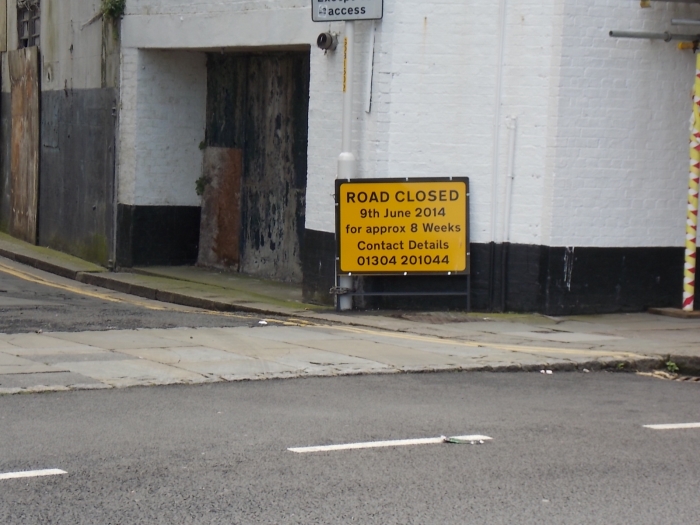 access
ROAD CLOSED
9th June 2014
for approx 8 Weeks
Contact Details
01304 201044